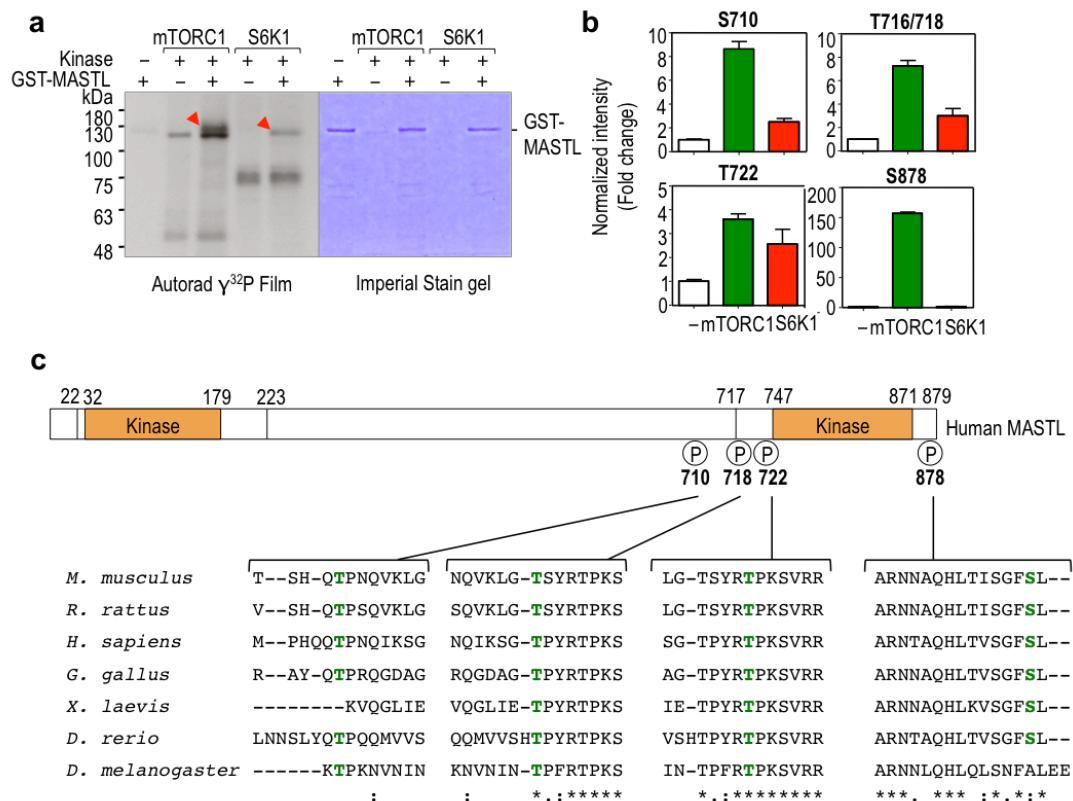 a
mTORC1 S6K1 mTORC1 S6K1
Kinase – + + + + – + + + +
GST-MASTL + – + – + + – + – +
kDa
180
130
100
75
63
48
GST-
MASTL
Autorad γ32P Film
Imperial Stain gel
b
Normalized intensity
(Fold change)
S710
10
8
6
4
2
0
T716/718
10
8
6
4
2
0
T722
5
4
3
2
1
0
S878
200
150
100
50
0
–mTORC1S6K1
–mTORC1S6K1
c
22 32 179 223 717 747 871 879
Kinase Kinase Human MASTL
P P P P
710 718 722 878
M. musculus T--SH-QTPNQVKLG NQVKLG-TSYRTPKS LG-TSYRTPKSVRR ARNNAQHLTISGFSL--
R. rattus V--SH-QTPSQVKLG SQVKLG-TSYRTPKS LG-TSYRTPKSVRR ARNNAQHLTISGFSL--
H. sapiens M--PHQQTPNQIKSG NQIKSG-TPYRTPKS SG-TPYRTPKSVRR ARNTAQHLTVSGFSL--
G. gallus R--AY-QTPRQGDAG RQGDAG-TPYRTPKS AG-TPYRTPKSVRR ARNNAQHLTVSGFSL--
X. laevis --------KVQGLIE VQGLIE-TPYRTPKS IE-TPYRTPKSVRR ARNNAQHLKVSGFSL--
D. rerio LNNSLYQTPQQMVVS QQMVVSHTPYRTPKS VSHTPYRTPKSVRR ARNTAQHLTVSGFSL--
D. melanogaster ------KTPKNVNIN KNVNIN-TPFRTPKS IN-TPFRTPKSVRR ARNNLQHLQLSNFALEE
: : *.:***** *.:******** ***. *** :*.*:*